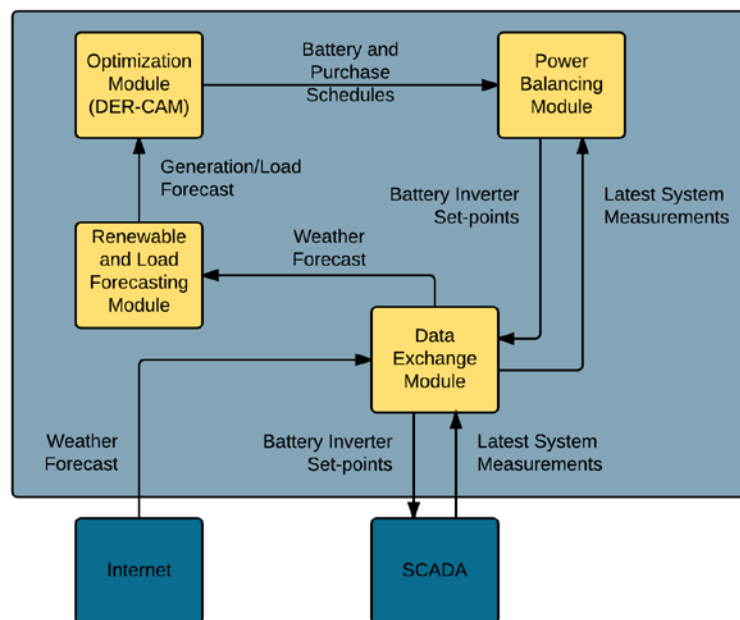 Optimization
Module
(DER-CAM)
Battery and
Purchase
Schedules
Power
Balancing
Module
Generation/Load
Forecast
Battery Inverter
Set-points
Latest System
Measurements
Renewable
and Load
Forecasting
Module
Weather
Forecast
Data
Exchange
Module
Weather
Forecast
Battery Inverter
Set-points
Latest System
Measurements
Internet
SCADA